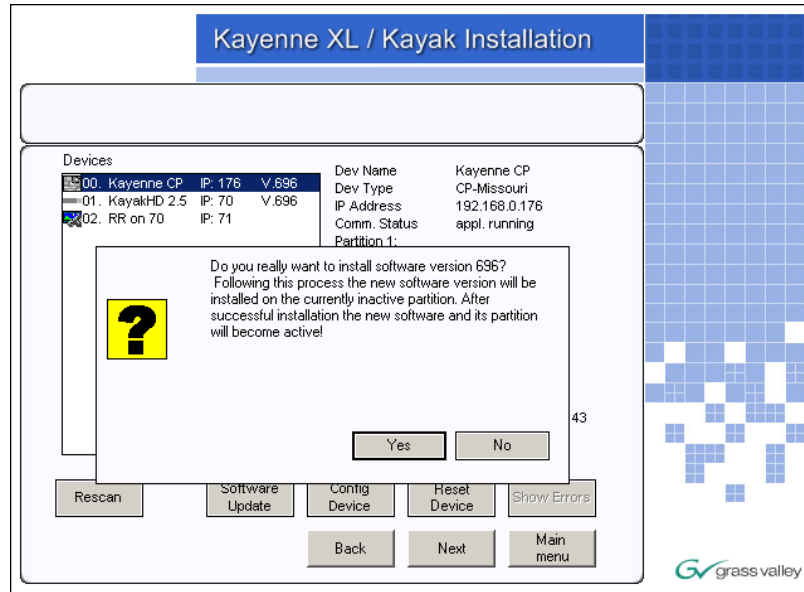 Kayenne XL / Kayak Installation
Devices
00. Kayenne CP IP: 176 V.696
01. KayakHD 2.5 IP: 70 V.696
02. RR on 70 IP: 71
Dev Name Kayenne CP
Dev Type CP-Missouri
IP Address 192.168.0.176
Comm. Status appl. running
Partition 1:
Do you really want to install software version 696?
Following this process the new software version will be
installed on the currently inactive partition. After
successful installation the new software and its partition
will become active!
?
43
Yes No
Rescan
Software
Update
Config
Device
Reset
Device
Show Errors
Back
Next
Main
menu
GV grass valley